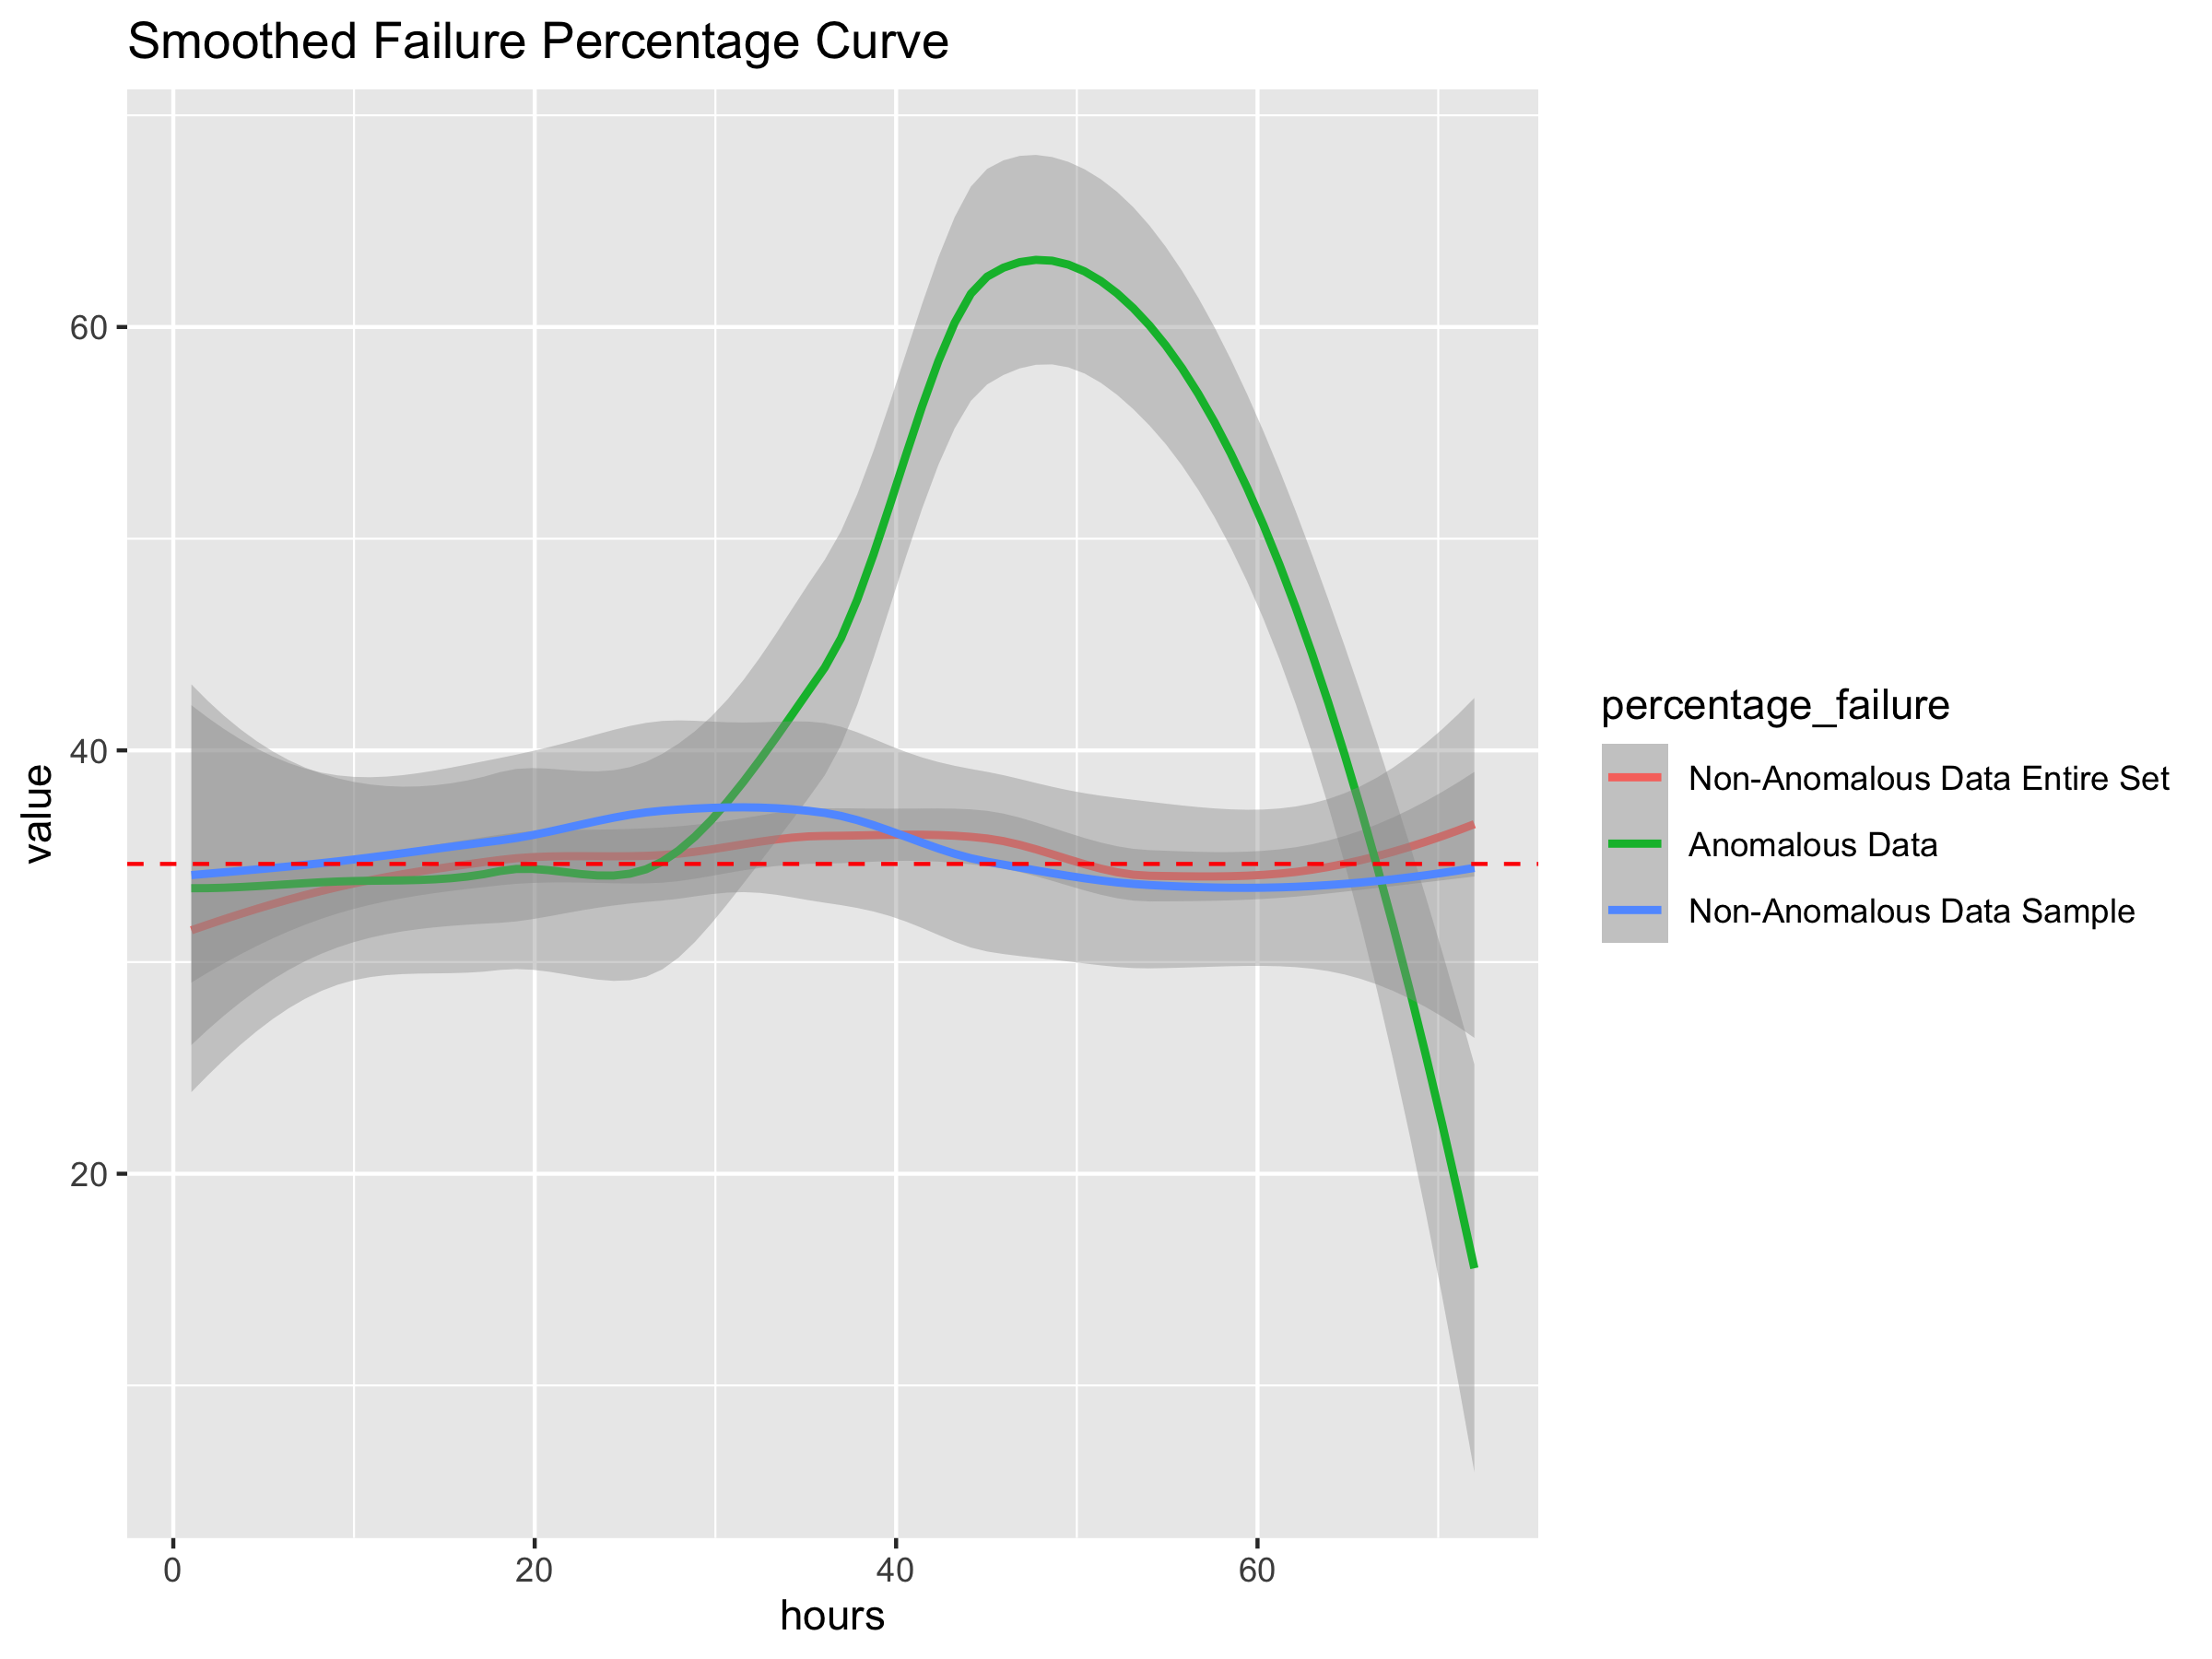 Smoothed Failure Percentage Curve
value
60
40
20
0 20 40 60
hours
percentage_failure
Non-Anomalous Data Entire Set
Anomalous Data
Non-Anomalous Data Sample